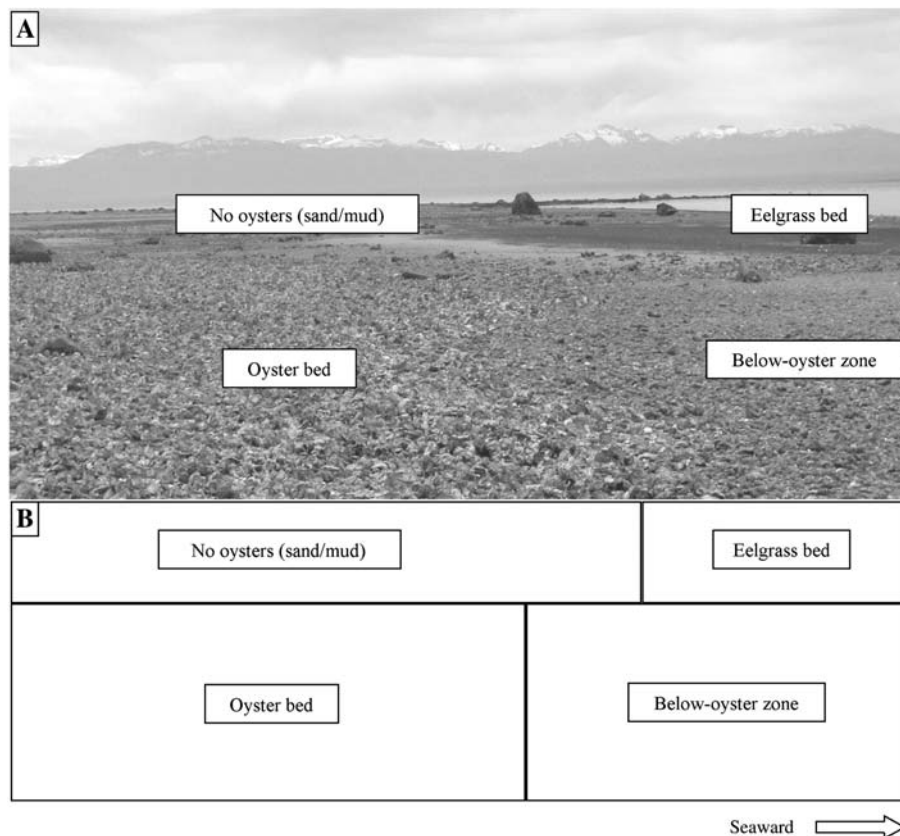 A
No oysters (sand/mud)
Eelgrass bed
Oyster bed
Below-oyster zone
B
No oysters (sand/mud)
Eelgrass bed
Oyster bed
Below-oyster zone
Seaward